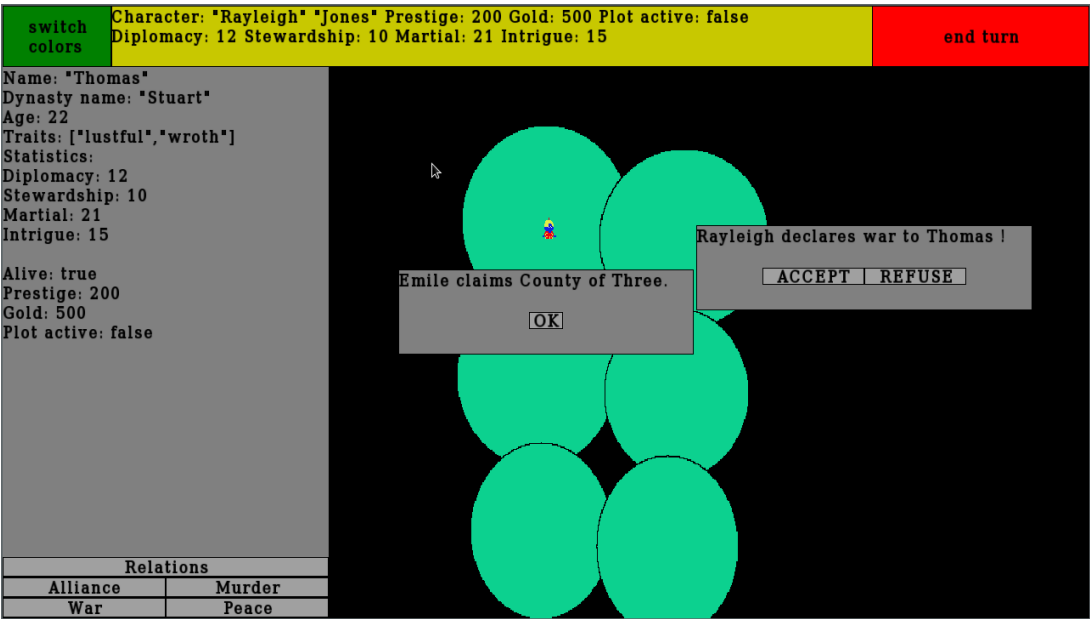 switch
colors
Character: "Rayleigh" "Jones" Prestige: 200 Gold: 500 Plot active: false
Diplomacy: 12 Stewardship: 10 Martial: 21 Intrigue: 15
end turn
Name: "Thomas"
Dynasty name: "Stuart"
Age: 22
Traits: ["lustful","wroth"]
Statistics:
Diplomacy: 12
Stewardship: 10
Martial: 21
Intrigue: 15
Alive: true
Prestige: 200
Gold: 500
Plot active: false
Rayleigh declares war to Thomas !
ACCEPT REFUSE
Emile claims County of Three.
OK
Relations
Alliance Murder
War Peace